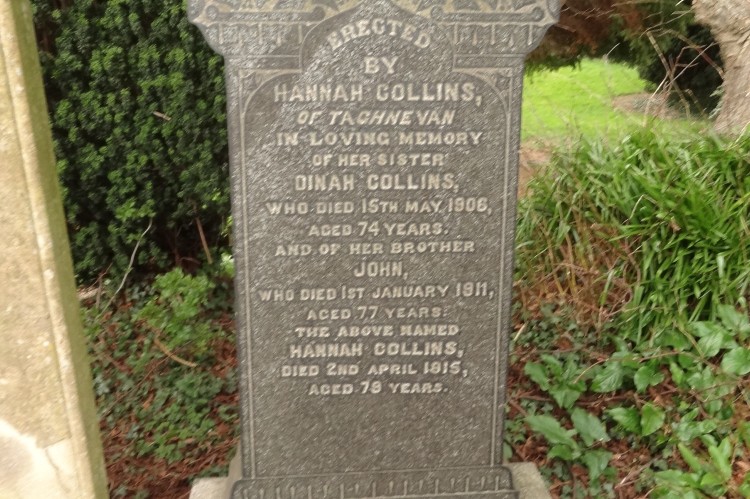 ERECTED
BY
HANNAH COLLINS,
OF TAGHNEVAN
IN LOVING MEMORY
OF HER SISTER
DINAH COLLINS,
WHO DIED 15TH MAY, 1906,
AGED 74 YEARS.
AND OF HER BROTHER
JOHN,
WHO DIED 1ST JANUARY 1911,
AGED 77 YEARS.
THE ABOVE NAMED
HANNAH COLLINS,
DIED 2ND APRIL 1915,
AGED 79 YEARS.